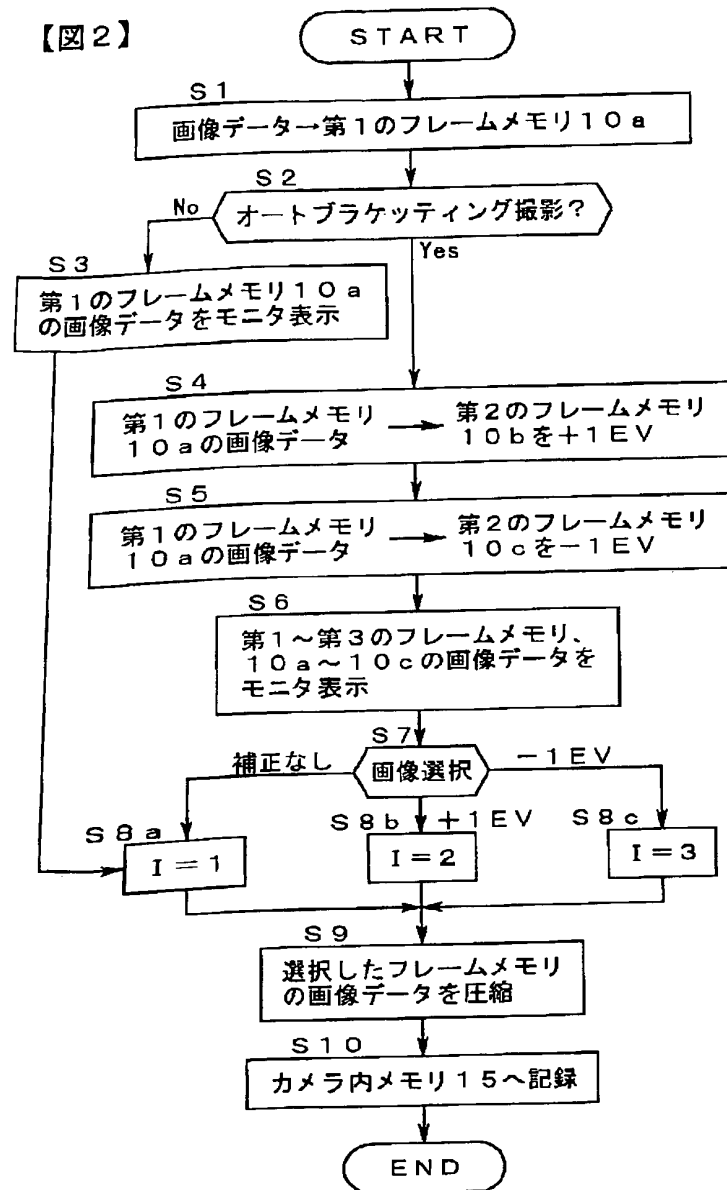 【図2】
START
S1
画像データ→第1のフレームメモリ10a
S2
オートブラケッティング撮影?
No
Yes
S3
第1のフレームメモリ10a
の画像データをモニタ表示
S4
第1のフレームメモリ
10aの画像データ
第2のフレームメモリ
10bを+1EV
S5
第1のフレームメモリ
10aの画像データ
第2のフレームメモリ
10cを-1EV
S6
第1~第3のフレームメモリ、
10a~10cの画像データを
モニタ表示
S7
画像選択
補正なし
-1EV
+1EV
S8a
I=1
S8b
I=2
S8c
I=3
S9
選択したフレームメモリ
の画像データを圧縮
S10
カメラ内メモリ15へ記録
END